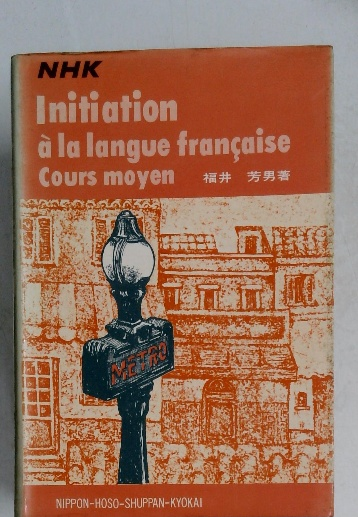 NHK
Initiation
à la langue française
Cours moyen 福井 芳男著
METRO
NIPPON-HOSO-SHUPPAN-KYOKAI